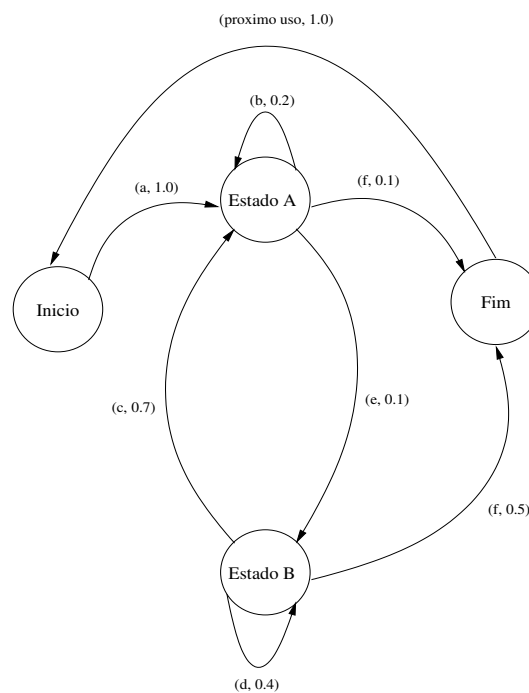 (proximo uso, 1.0)
(b, 0.2)
(a, 1.0)
Estado A
(f, 0.1)
Inicio
Fim
(c, 0.7)
(e, 0.1)
(f, 0.5)
Estado B
(d, 0.4)